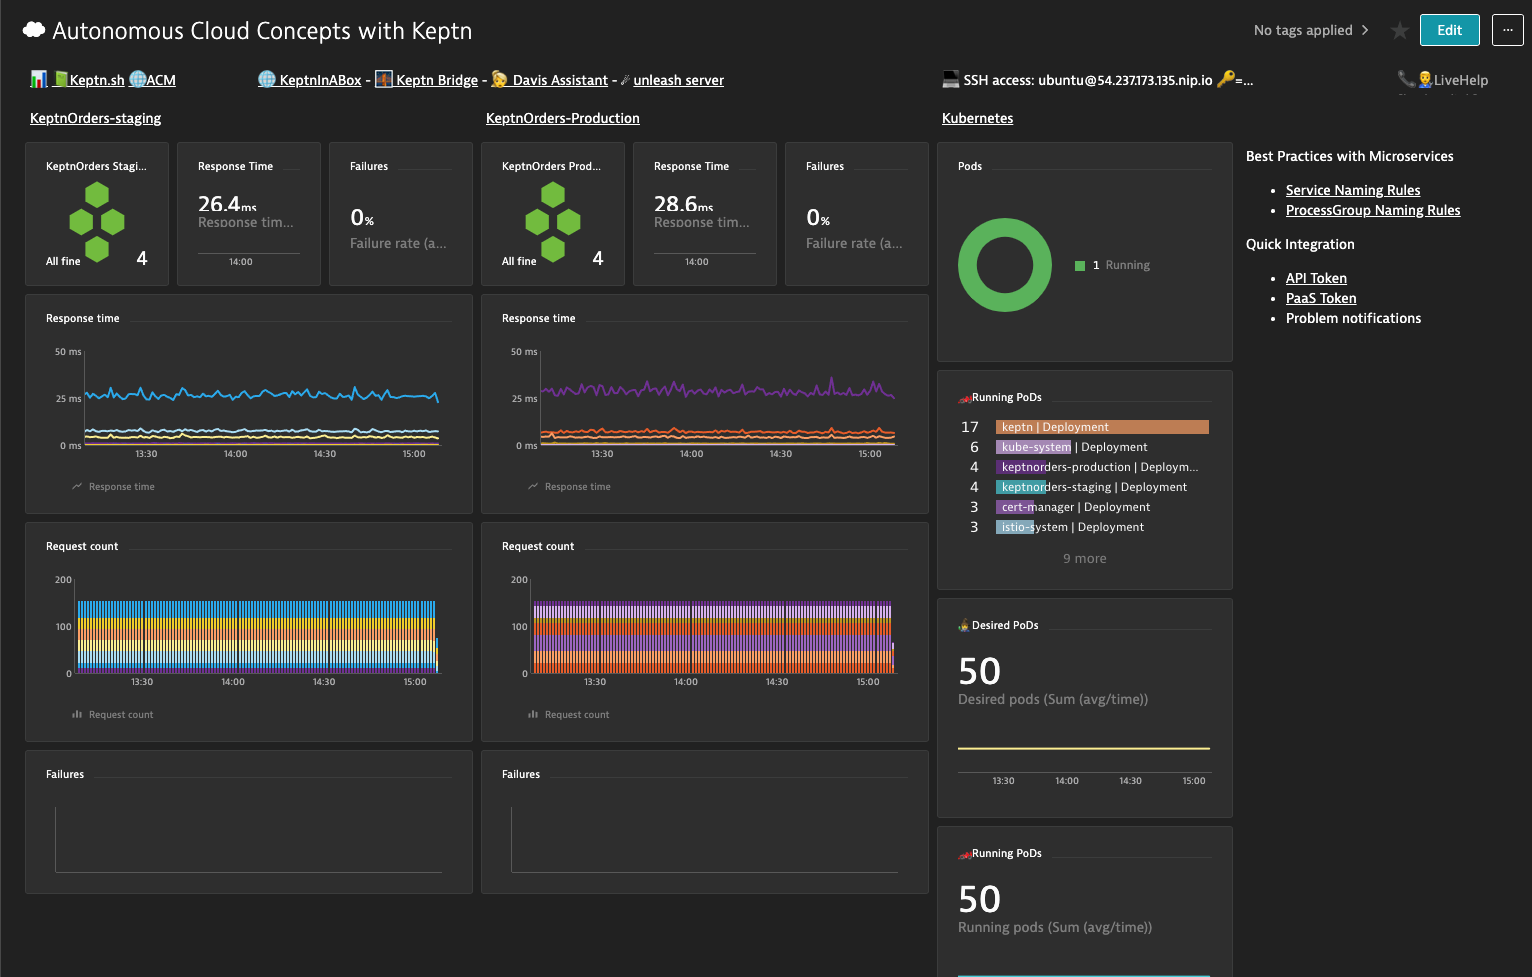 Autonomous Cloud Concepts with Keptn
No tags applied
Edit
...
Keptn.sh ACM
KeptnInABox - Keptn Bridge - Davis Assistant - unleash server
SSH access: ubuntu@54.237.173.135.nip.io =...
LiveHelp
KeptnOrders-staging
KeptnOrders-Production
Kubernetes
KeptnOrders Stagi...
All fine
4
Response Time
26.4ms
Response tim...
14:00
Failures
0%
Failure rate (a...
KeptnOrders Prod...
All fine
4
Response Time
28.6ms
Response tim...
14:00
Failures
0%
Failure rate (a...
Pods
1 Running
Best Practices with Microservices
• Service Naming Rules
• ProcessGroup Naming Rules
Quick Integration
• API Token
• PaaS Token
• Problem notifications
Response time
50 ms
25 ms
0 ms
13:30 14:00 14:30 15:00
Response time
Response time
50 ms
25 ms
0 ms
13:30 14:00 14:30 15:00
Response time
Running PoDs
17 keptn | Deployment
6 kube-system | Deployment
4 keptnorders-production | Deploym...
4 keptnorders-staging | Deployment
3 cert-manager | Deployment
3 istio-system | Deployment
9 more
Request count
200
100
0
13:30 14:00 14:30 15:00
Request count
Request count
200
100
0
13:30 14:00 14:30 15:00
Request count
Desired PoDs
50
Desired pods (Sum (avg/time))
13:30 14:00 14:30 15:00
Failures
Failures
Running PoDs
50
Running pods (Sum (avg/time))